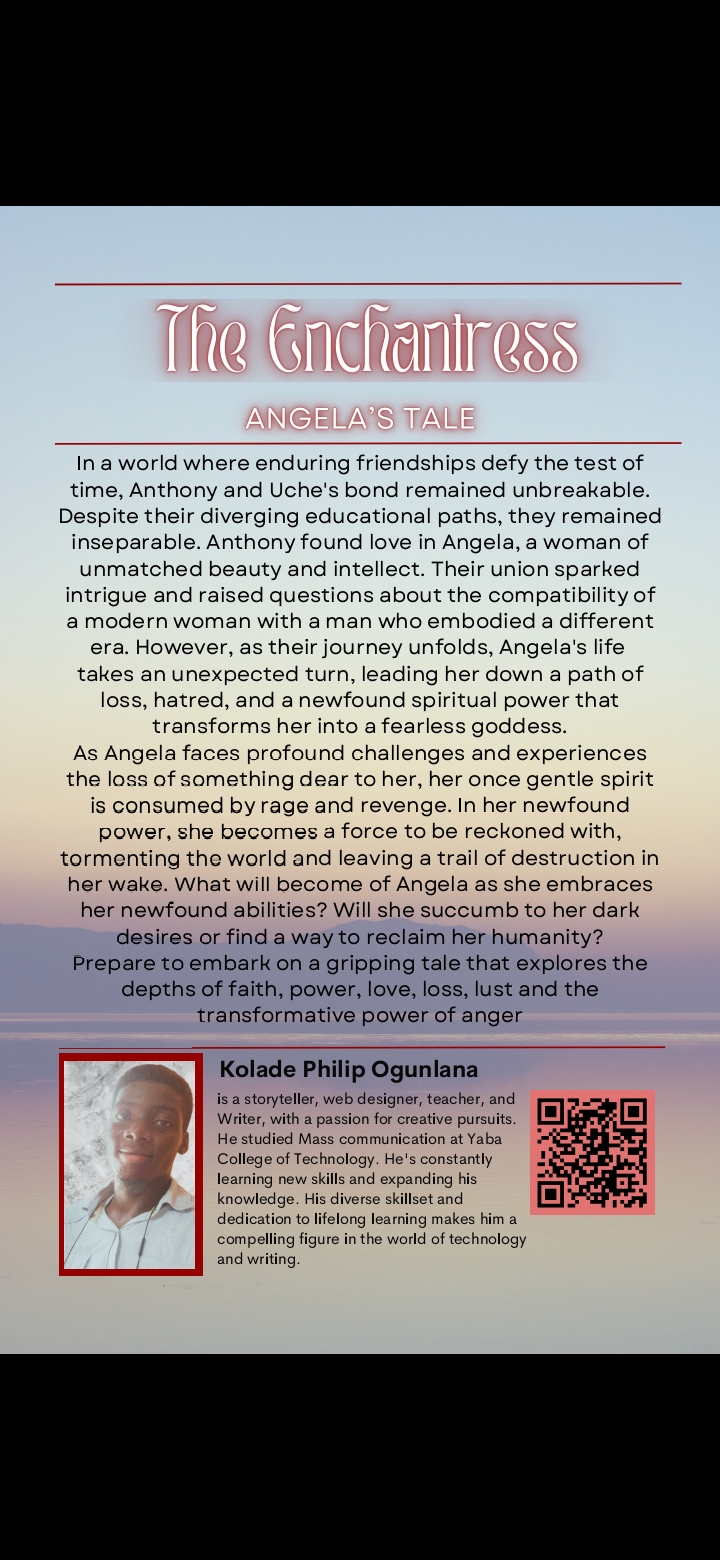 The Enchantress
ANGELA'S TALE
In a world where enduring friendships defy the test of
time, Anthony and Uche's bond remained unbreakable.
Despite their diverging educational paths, they remained
inseparable. Anthony found love in Angela, a woman of
unmatched beauty and intellect. Their union sparked
intrigue and raised questions about the compatibility of
a modern woman with a man who embodied a different
era. However, as their journey unfolds, Angela's life
takes an unexpected turn, leading her down a path of
loss, hatred, and a newfound spiritual power that
transforms her into a fearless goddess.
As Angela faces profound challenges and experiences
the loss of something dear to her, her once gentle spirit
is consumed by rage and revenge. In her newfound
power, she becomes a force to be reckoned with,
tormenting the world and leaving a trail of destruction in
her wake. What will become of Angela as she embraces
her newfound abilities? Will she succumb to her dark
desires or find a way to reclaim her humanity?
Prepare to embark on a gripping tale that explores the
depths of faith, power, love, loss, lust and the
transformative power of anger
Kolade Philip Ogunlana
is a storyteller, web designer, teacher, and
Writer, with a passion for creative pursuits.
He studied Mass communication at Yaba
College of Technology. He's constantly
learning new skills and expanding his
knowledge. His diverse skillset and
dedication to lifelong learning makes him a
compelling figure in the world of technology
and writing.